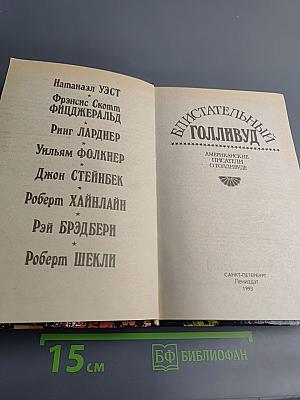 Натаналл УЭСТ
*
Фрэнсис Скотт
ФИЦДЖЕРАЛЬД
*
Ринг ЛАРДНЕР
*
Уильям ФОЛКНЕР
*
Джон СТЕЙНБЕК
*
Роберт ХАЙНЛАЙН
*
Рэй БРЭДБЕРИ
*
Роберт ШЕКЛИ
БЛИСТАТЕЛЬНЫЙ
ГОЛЛИВУД
АМЕРИКАНСКИЕ
ПИСАТЕЛИ
О ГОЛЛИВУДЕ
САНКТ-ПЕТЕРБУРГ
Лениздат
1993
15 см
БФ БИБЛИОФАН